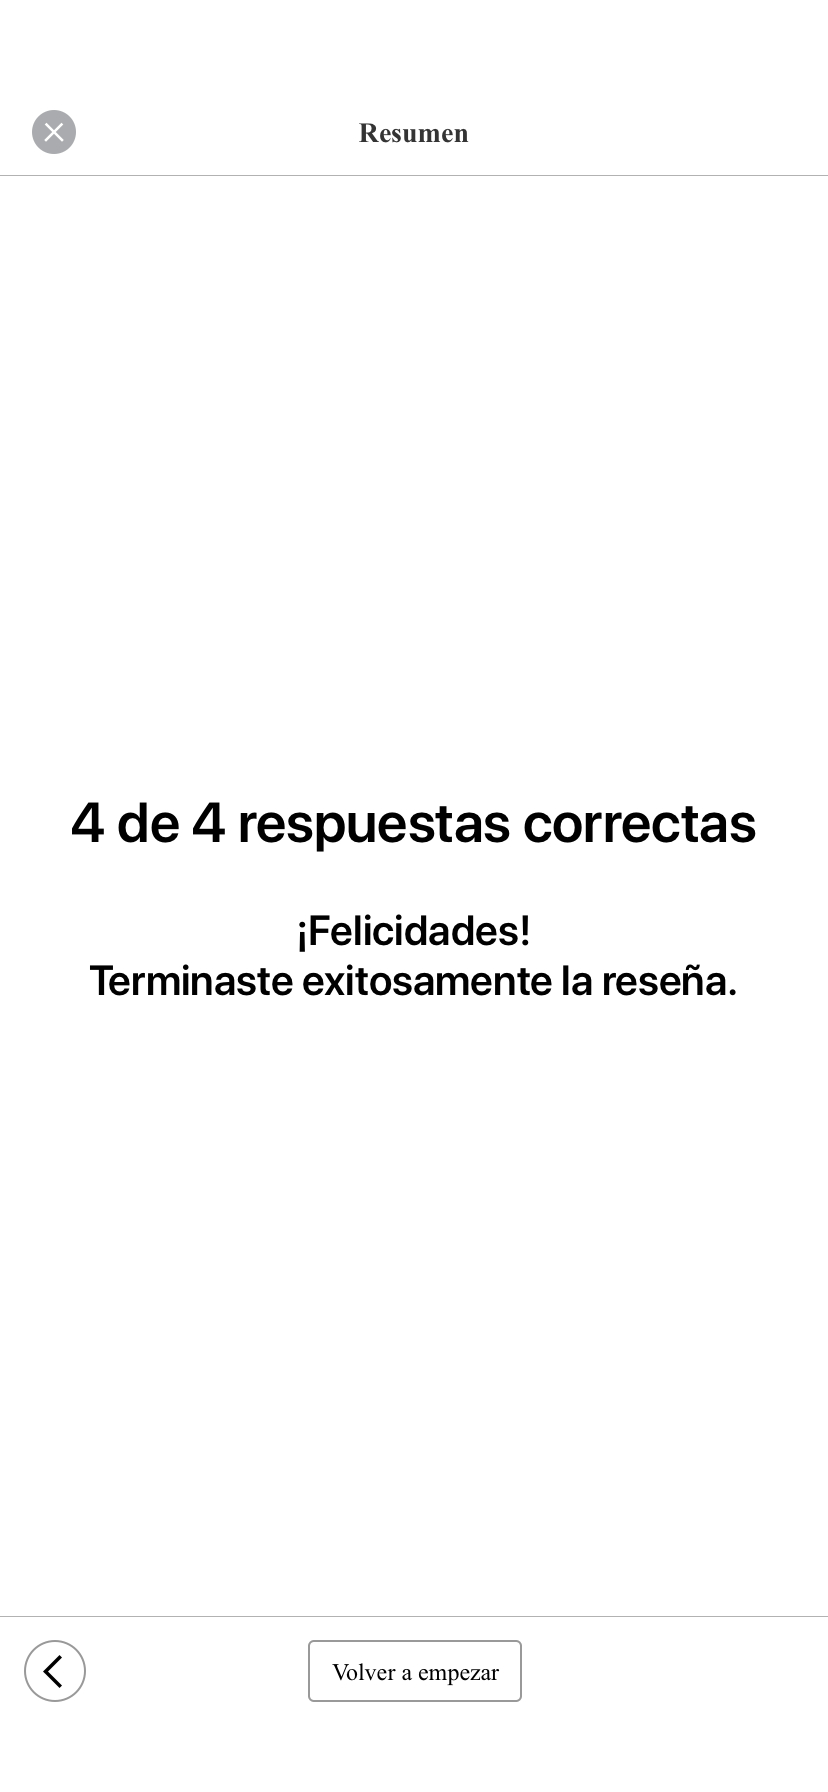 Resumen
4 de 4 respuestas correctas
¡Felicidades!
Terminaste exitosamente la reseña.
Volver a empezar